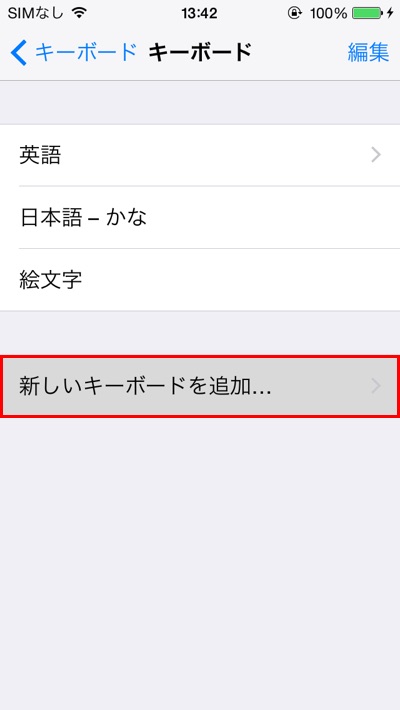 SIMなし 13:42 100%
キーボード キーボード 編集
英語
日本語 – かな
絵文字
新しいキーボードを追加...